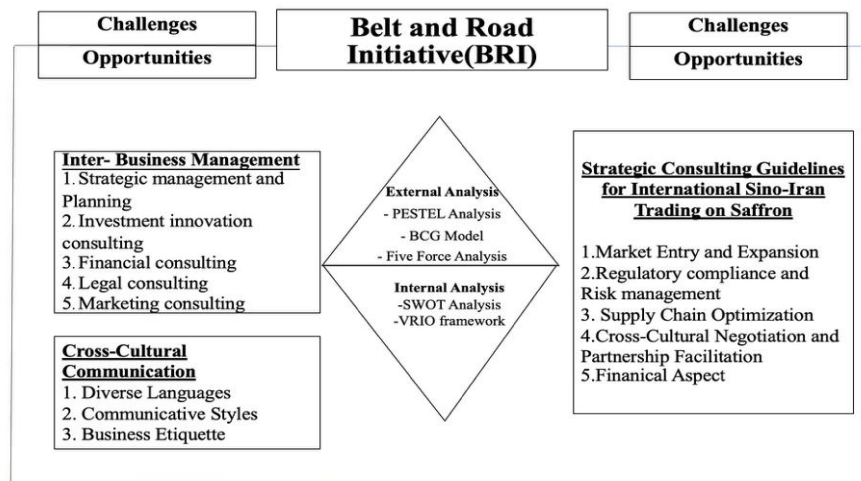 Challenges
Opportunities
Belt and Road
Initiative(BRI)
Challenges
Opportunities
Inter- Business Management
1. Strategic management and
Planning
2. Investment innovation
consulting
3. Financial consulting
4. Legal consulting
5. Marketing consulting
Cross-Cultural
Communication
1. Diverse Languages
2. Communicative Styles
3. Business Etiquette
External Analysis
- PESTEL Analysis
- BCG Model
- Five Force Analysis
Internal Analysis
-SWOT Analysis
-VRIO framework
Strategic Consulting Guidelines
for International Sino-Iran
Trading on Saffron
1.Market Entry and Expansion
2.Regulatory compliance and
Risk management
3. Supply Chain Optimization
4.Cross-Cultural Negotiation and
Partnership Facilitation
5.Finanical Aspect